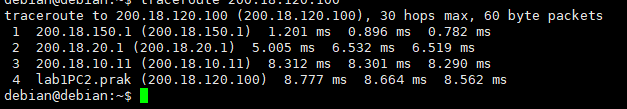 debian@debian:~$ traceroute 200.18.120.100
traceroute to 200.18.120.100 (200.18.120.100), 30 hops max, 60 byte packets
1 200.18.150.1 (200.18.150.1) 1.201 ms 0.896 ms 0.782 ms
2 200.18.20.1 (200.18.20.1) 5.005 ms 6.532 ms 6.519 ms
3 200.18.10.11 (200.18.10.11) 8.312 ms 8.301 ms 8.290 ms
4 lab1PC2.prak (200.18.120.100) 8.777 ms 8.664 ms 8.562 ms
debian@debian:~$